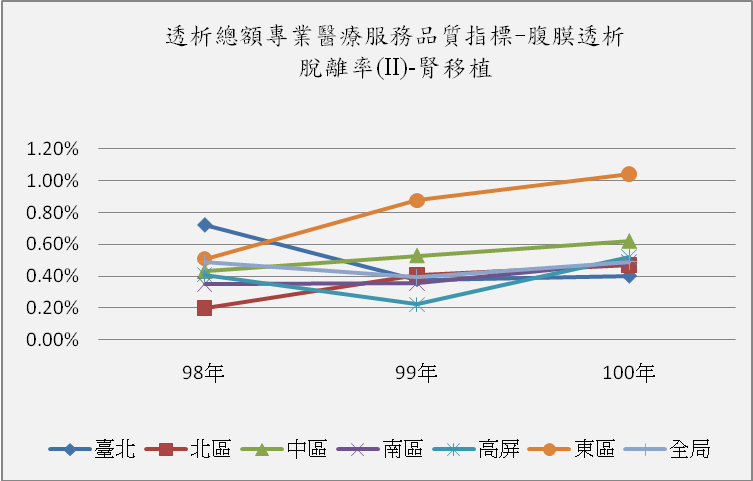 透析總額專業醫療服務品質指標-腹膜透析
脫離率(II)-腎移植
1.20%
1.00%
0.80%
0.60%
0.40%
0.20%
0.00%
98年 99年 100年
臺北 北區 中區 南區 高屏 東區 全局